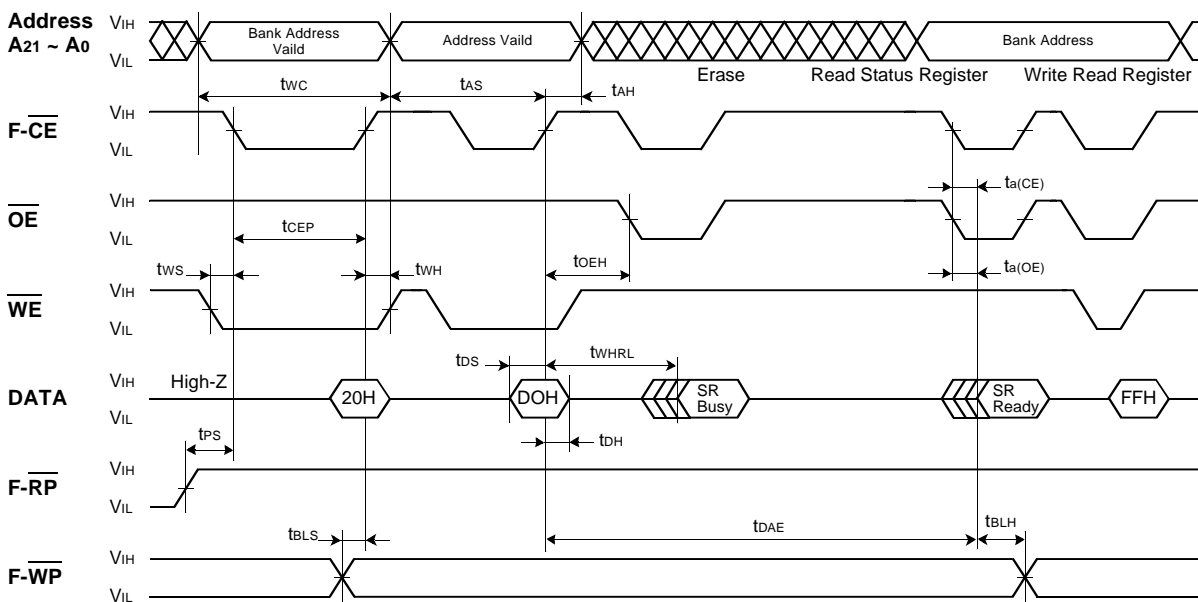 Address
A21 ~ A0
VIH
VIL
Bank Address
Vaild
Address Vaild
Bank Address
Erase
Read Status Register
Write Read Register
tWC
tAS
tAH
F-CE
VIH
VIL
ta(CE)
OE
VIH
VIL
tCEP
tOEH
ta(OE)
tWS
tWH
WE
VIH
VIL
tDS
tWHRL
DATA
VIH
VIL
High-Z
20H
DOH
SR
Busy
SR
Ready
FFH
tDH
tPS
F-RP
VIH
VIL
tBLS
tDAE
tBLH
F-WP
VIH
VIL